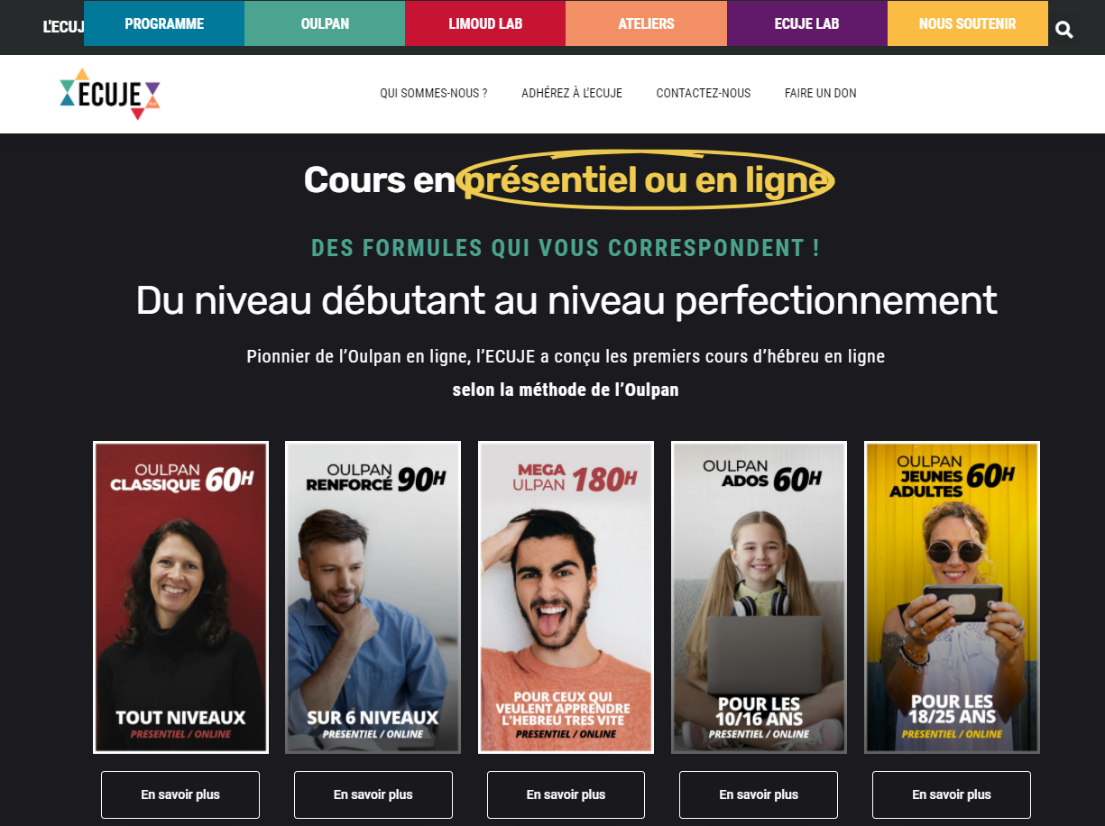 L'ECUJE
PROGRAMME
OULPAN
LIMOUD LAB
ATELIERS
ECUJE LAB
NOUS SOUTENIR
ECUJE
QUI SOMMES-NOUS ?
ADHÉREZ À L'ECUJE
CONTACTEZ-NOUS
FAIRE UN DON
Cours en présentiel ou en ligne
DES FORMULES QUI VOUS CORRESPONDENT !
Du niveau débutant au niveau perfectionnement
Pionnier de l'Oulpan en ligne, l'ECUJE a conçu les premiers cours d'hébreu en ligne
selon la méthode de l'Oulpan
OULPAN
CLASSIQUE 60H
TOUT NIVEAUX
PRESENTIEL / ONLINE
OULPAN
RENFORCÉ 90H
SUR 6 NIVEAUX
PRESENTIEL / ONLINE
MEGA
ULPAN 180H
POUR CEUX QUI
VEULENT APPRENDRE
L'HEBREU TRES VITE
PRESENTIEL / ONLINE
OULPAN
ADOS 60H
POUR LES
10/16 ANS
PRESENTIEL / ONLINE
OULPAN
JEUNES 60H
ADULTES
POUR LES
18/25 ANS
PRESENTIEL / ONLINE
En savoir plus
En savoir plus
En savoir plus
En savoir plus
En savoir plus